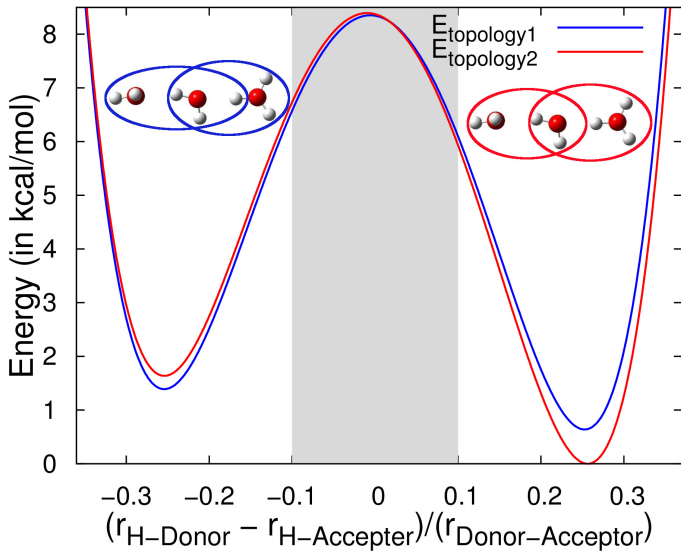 8
7
6
5
4
3
2
1
0
Energy (in kcal/mol)
E_topology1
E_topology2
−0.3 −0.2 −0.1 0 0.1 0.2 0.3
(r_H−Donor − r_H−Accepter)/(r_Donor−Acceptor)